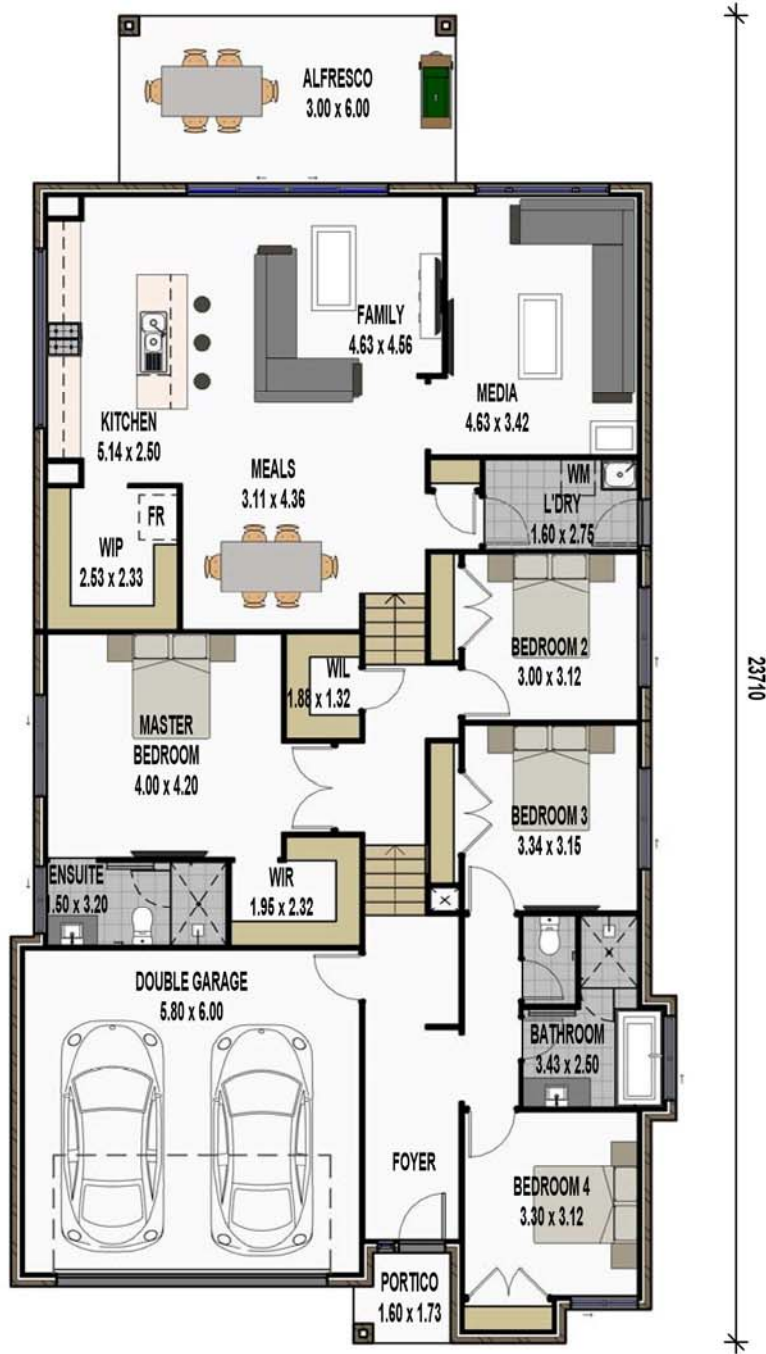 ALFRESCO
3.00 x 6.00
FAMILY
4.63 x 4.56
MEDIA
4.63 x 3.42
KITCHEN
5.14 x 2.50
MEALS
3.11 x 4.36
WM
L'DRY
1.60 x 2.75
FR
WIP
2.53 x 2.33
BEDROOM 2
3.00 x 3.12
WIL
1.88 x 1.32
23710
MASTER
BEDROOM
4.00 x 4.20
BEDROOM 3
3.34 x 3.15
ENSUITE
1.50 x 3.20
WIR
1.95 x 2.32
DOUBLE GARAGE
5.80 x 6.00
BATHROOM
3.43 x 2.50
FOYER
BEDROOM 4
3.30 x 3.12
PORTICO
1.60 x 1.73